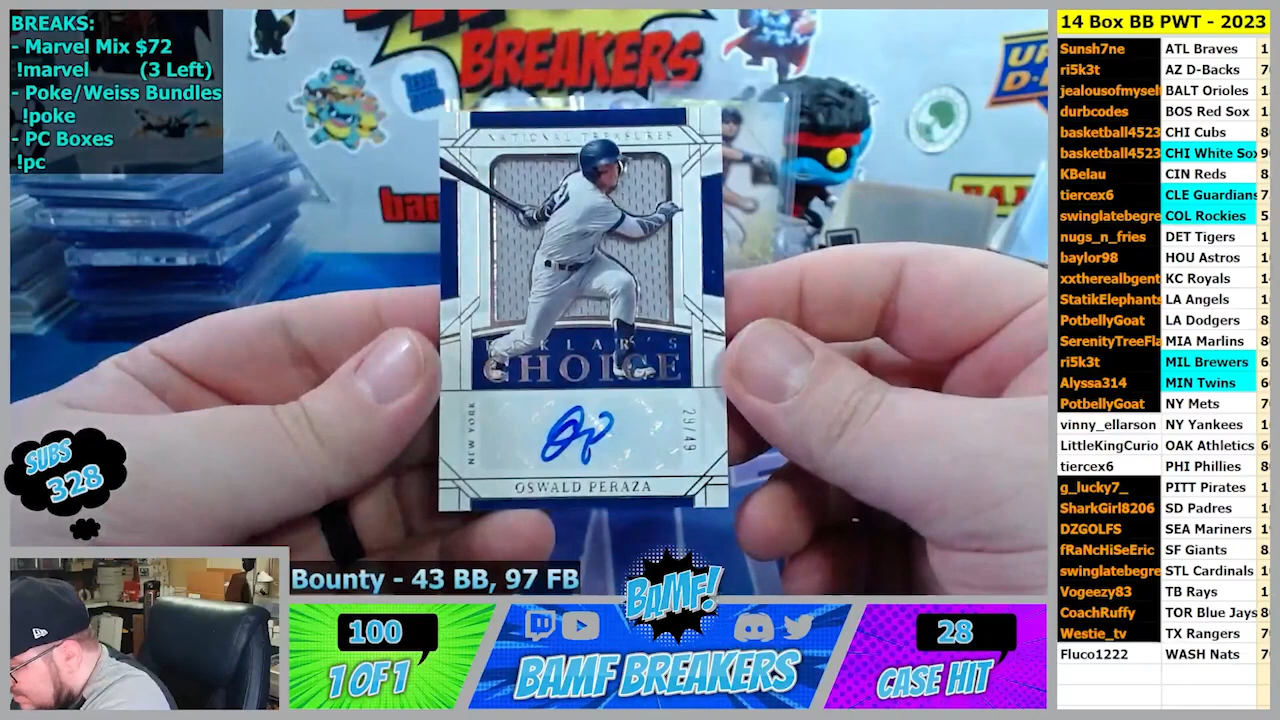 BREAKS:
- Marvel Mix $72
!marvel (3 Left)
- Poke/Weiss Bundles
!poke
- PC Boxes
!pc
BREAKERS
NATIONAL TREASURES
CHOICE
NEW YORK
29/49
OSWALD PERAZA
SUBS
328
Bounty - 43 BB, 97 FB
BAMF!
100
1 OF 1
BAMF BREAKERS
28
CASE HIT
14 Box BB PWT - 2023
Sunsh7ne ATL Braves
ri5k3t AZ D-Backs
jealousofmysel BALT Orioles
durbcodes BOS Red Sox
basketball4523 CHI Cubs
basketball4523 CHI White Sox
KBelau CIN Reds
tiercex6 CLE Guardians
swinglatebegre COL Rockies
nugs_n_fries DET Tigers
baylor98 HOU Astros
xxtherealbgent KC Royals
StatikElephants LA Angels
PotbellyGoat LA Dodgers
SerenityTreeFla MIA Marlins
ri5k3t MIL Brewers
Alyssa314 MIN Twins
PotbellyGoat NY Mets
vinny_ellarson NY Yankees
LittleKingCurio OAK Athletics
tiercex6 PHI Phillies
g_lucky7_ PITT Pirates
SharkGirl8206 SD Padres
DZGOLFS SEA Mariners
fRaNcHiSeEric SF Giants
swinglatebegre STL Cardinals
Vogeezy83 TB Rays
CoachRuffy TOR Blue Jays
Westie_tv TX Rangers
Fluco1222 WASH Nats